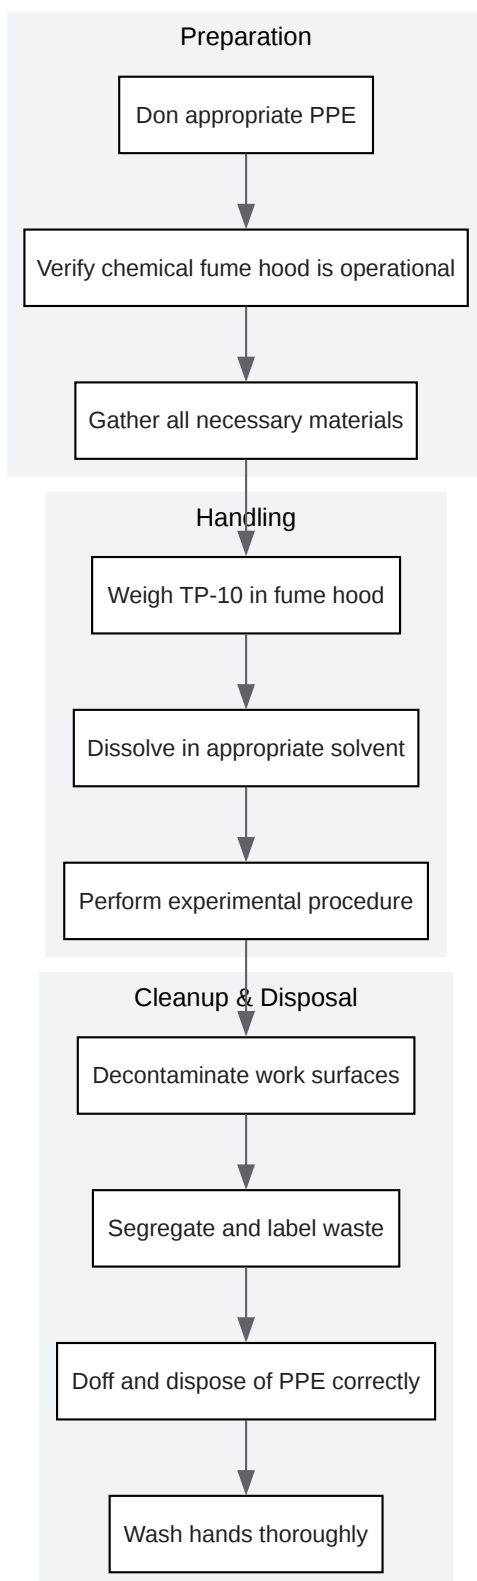 Preparation
Don appropriate PPE
Verify chemical fume hood is operational
Gather all necessary materials
Handling
Weigh TP-10 in fume hood
Dissolve in appropriate solvent
Perform experimental procedure
Cleanup & Disposal
Decontaminate work surfaces
Segregate and label waste
Doff and dispose of PPE correctly
Wash hands thoroughly